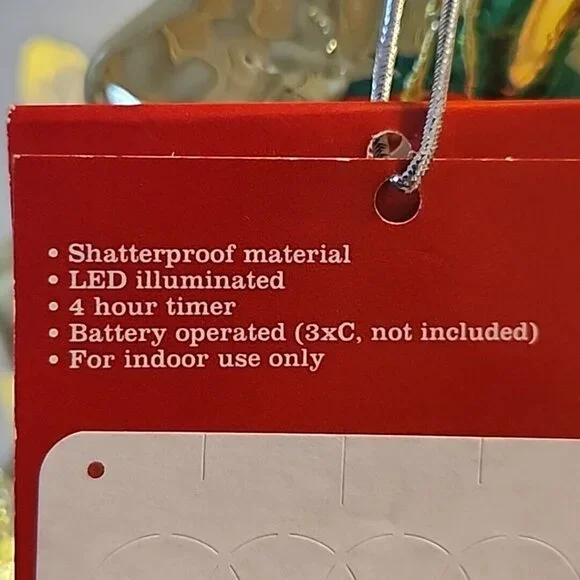 • Shatterproof material
• LED illuminated
• 4 hour timer
• Battery operated (3xC, not included)
• For indoor use only